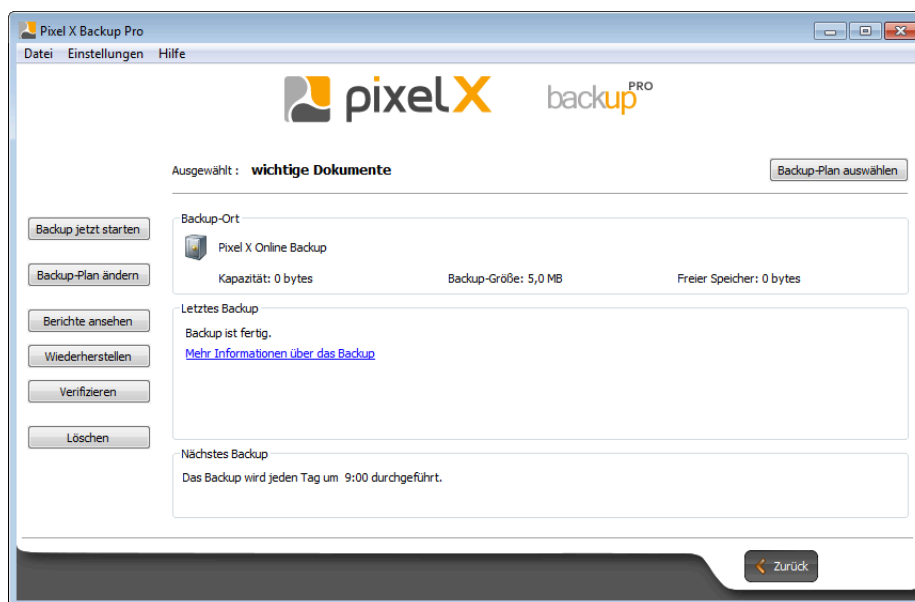 Pixel X Backup Pro
Datei Einstellungen Hilfe
pixelX backupPRO
Ausgewählt : wichtige Dokumente
Backup-Plan auswählen
Backup jetzt starten
Backup-Plan ändern
Berichte ansehen
Wiederherstellen
Verifizieren
Löschen
Backup-Ort
Pixel X Online Backup
Kapazität: 0 bytes Backup-Größe: 5,0 MB Freier Speicher: 0 bytes
Letztes Backup
Backup ist fertig.
Mehr Informationen über das Backup
Nächstes Backup
Das Backup wird jeden Tag um 9:00 durchgeführt.
Zurück